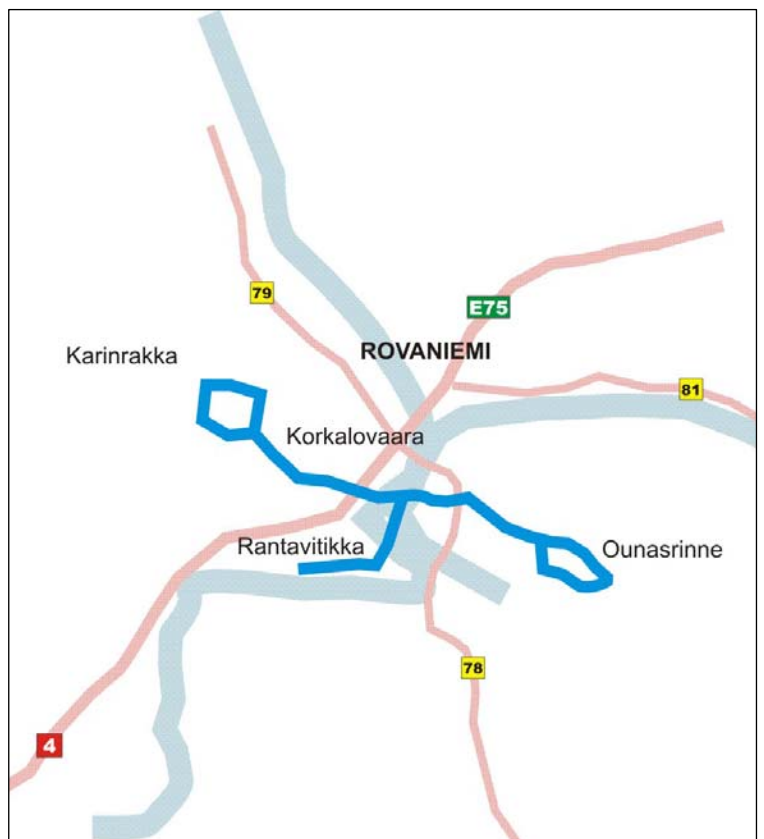 79
E75
ROVANIEMI
Karinrakka
81
Korkalovaara
Rantavitikka
Ounasrinne
78
4